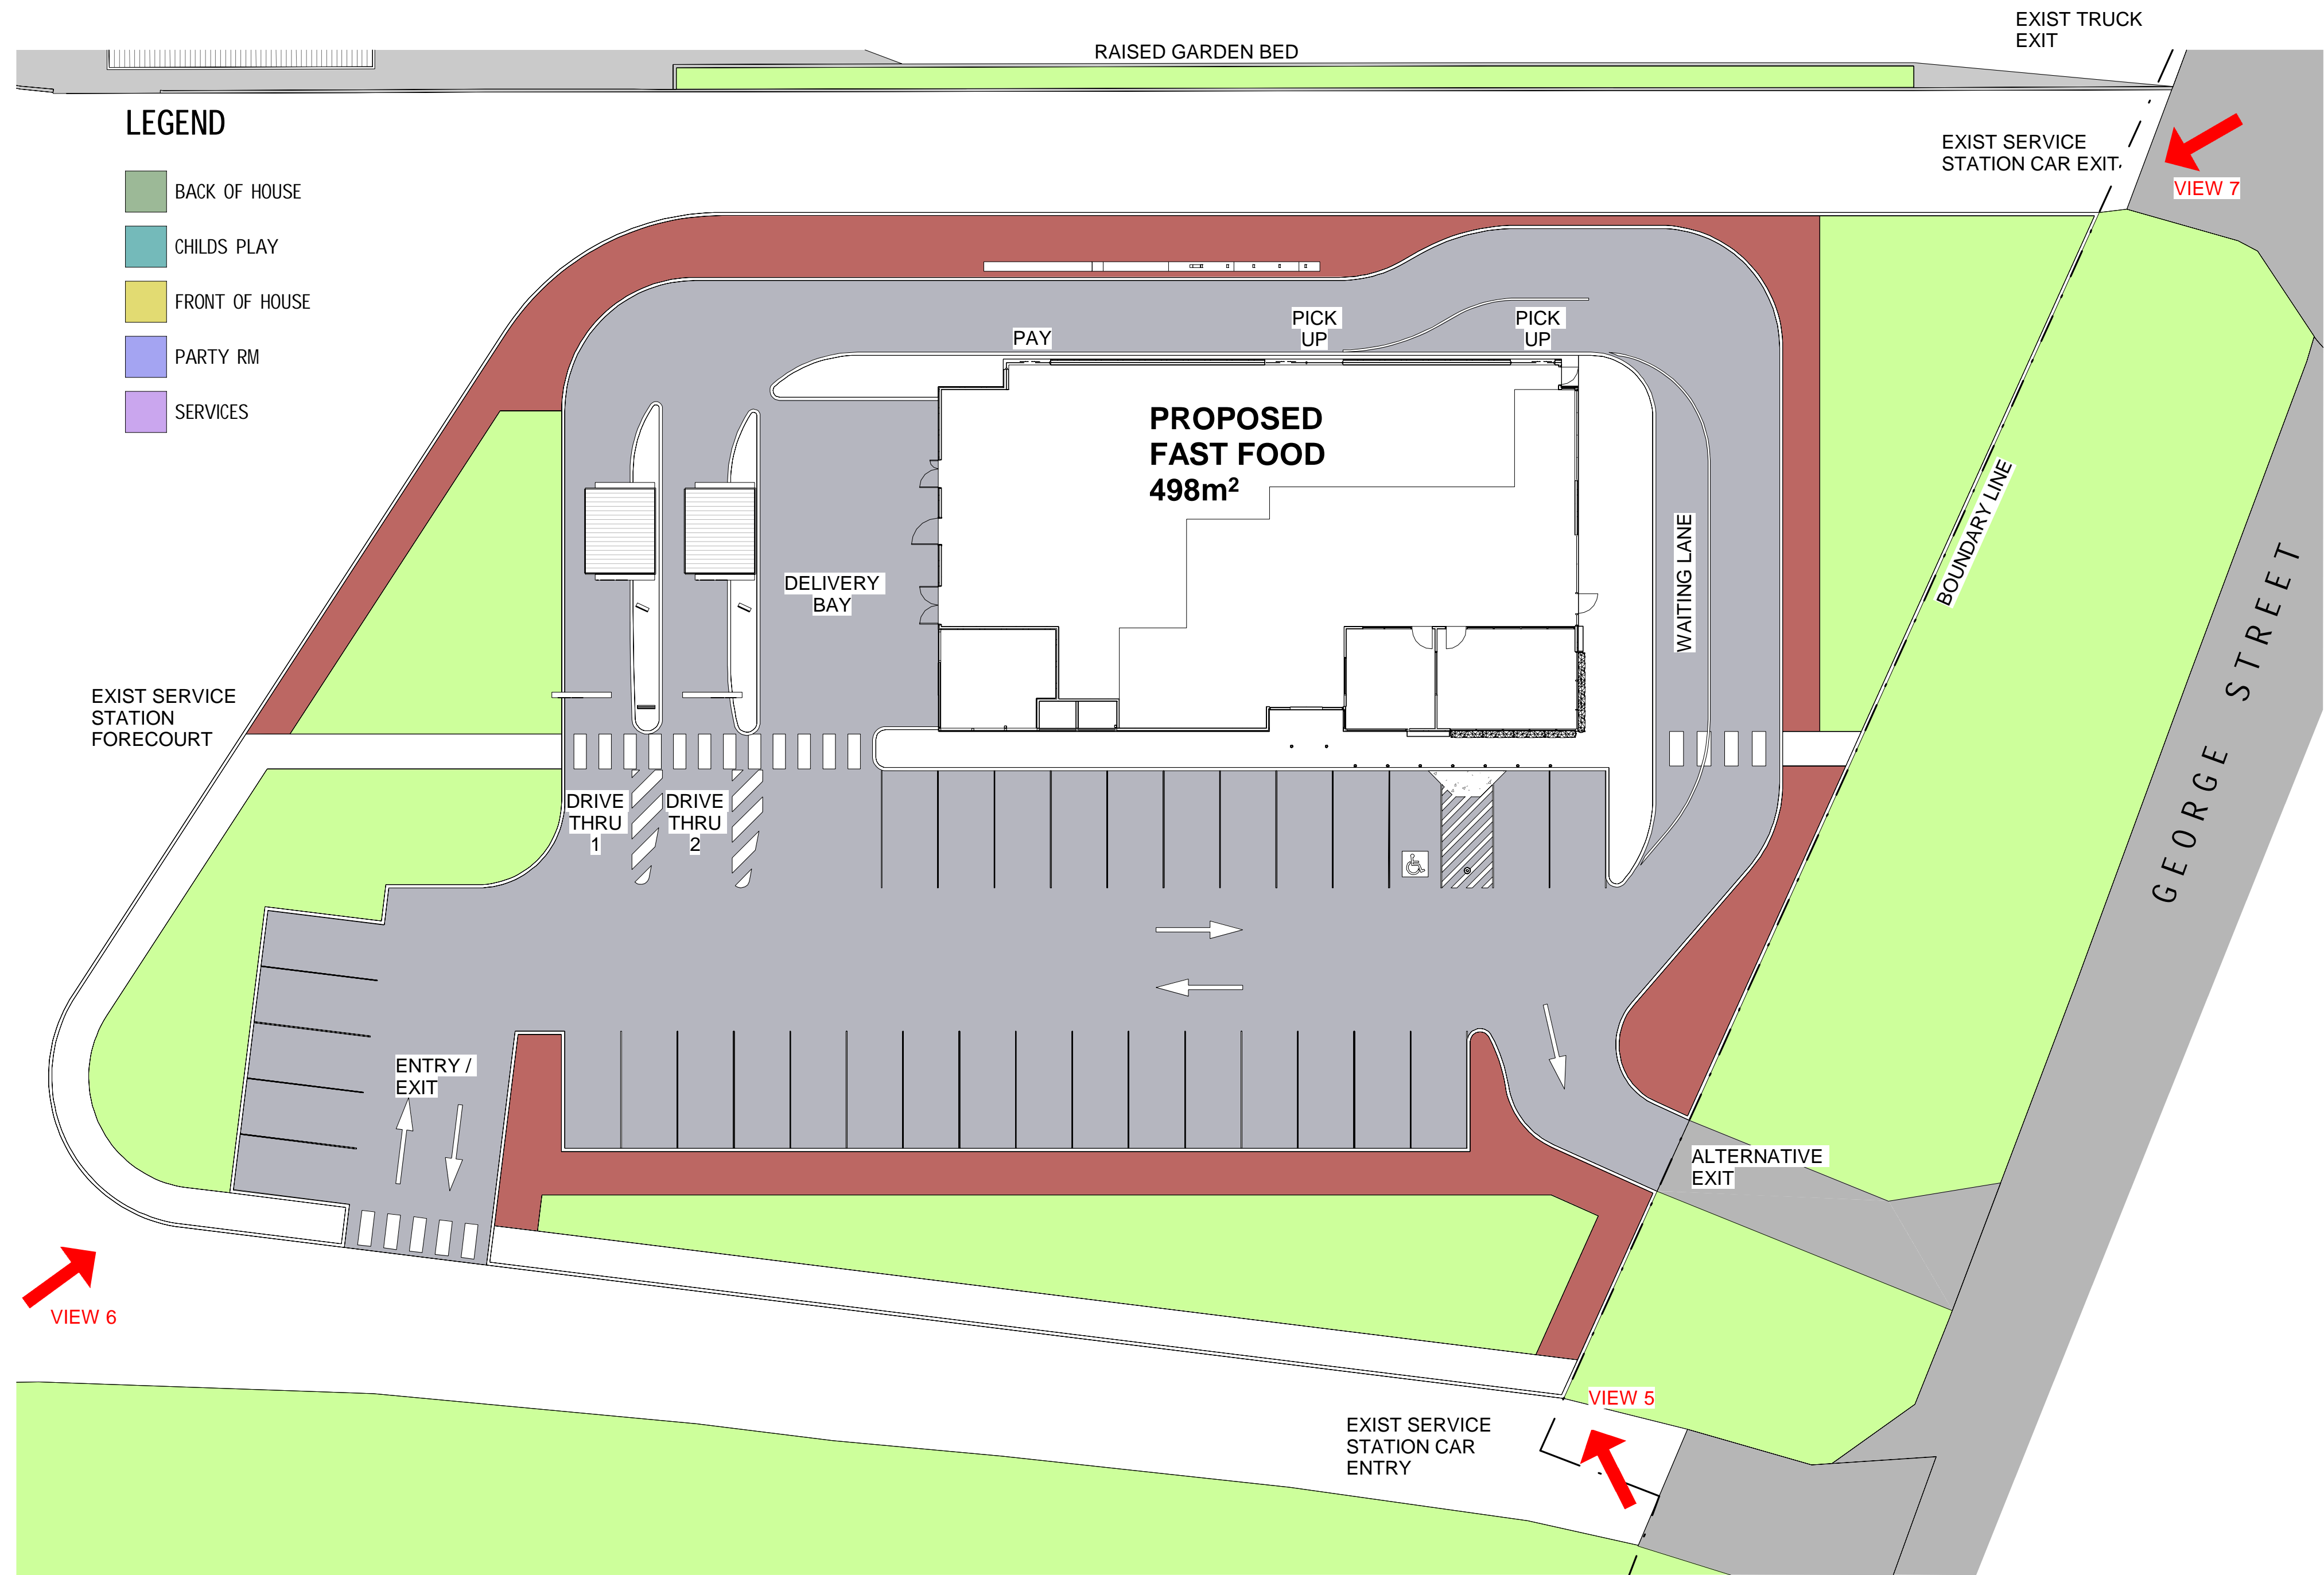 EXIST TRUCK
EXIT
RAISED GARDEN BED
LEGEND
BACK OF HOUSE
CHILDS PLAY
FRONT OF HOUSE
PARTY RM
SERVICES
EXIST SERVICE
STATION CAR EXIT
VIEW 7
PAY
PICK
UP
PICK
UP
PROPOSED
FAST FOOD
498m²
DELIVERY
BAY
WAITING LANE
BOUNDARY LINE
GEORGE STREET
EXIST SERVICE
STATION
FORECOURT
DRIVE
THRU
1
DRIVE
THRU
2
ENTRY /
EXIT
ALTERNATIVE
EXIT
VIEW 6
VIEW 5
EXIST SERVICE
STATION CAR
ENTRY